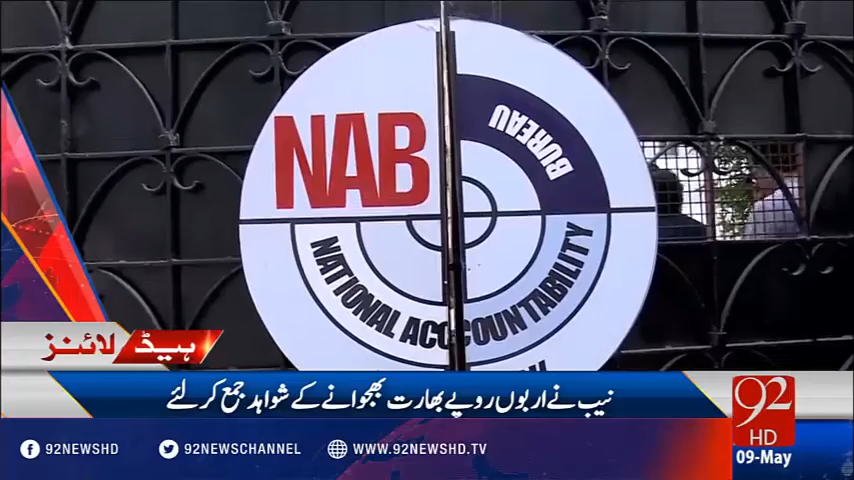 NAB
BUREAU
NATIONAL ACCOUNTABILITY
ہیڈ لائنز
نیب نے اربوں روپے بھارت بھجوانے کے شواہد جمع کر لئے
92
HD
09-May
92NEWSHD
92NEWSCHANNEL
WWW.92NEWSHD.TV